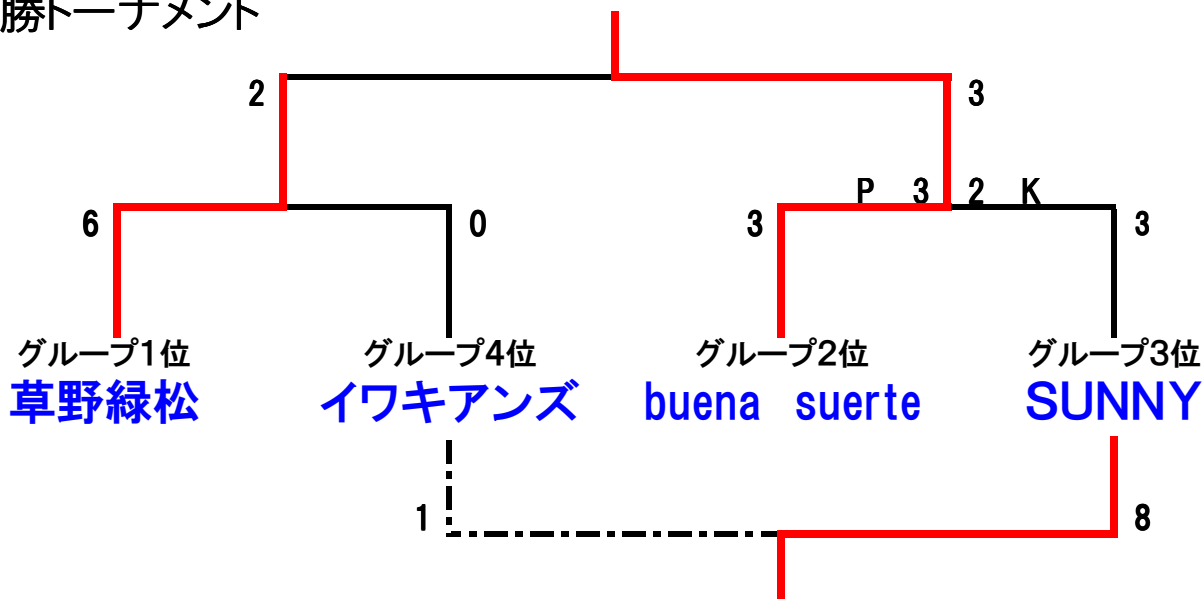 勝トーナメント
2 3
P 3 2 K
6 0 3 3
グループ1位 グループ4位 グループ2位 グループ3位
草野緑松 イワキアンズ buena suerte SUNNY
1 8